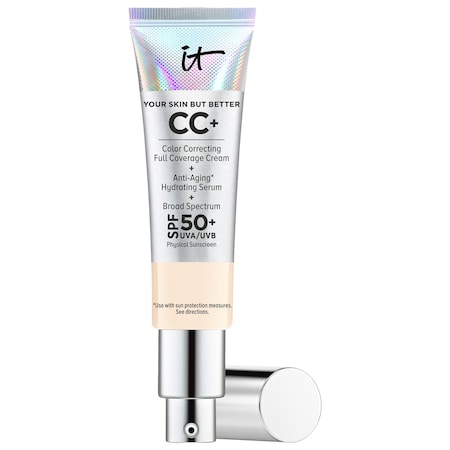 it
YOUR SKIN BUT BETTER
CC+
Color Correcting
Full Coverage Cream
+
Anti-Aging*
Hydrating Serum
+
Broad Spectrum
SPF 50+
UVA/UVB
Physical Sunscreen
*Use with sun protection measures.
See directions.